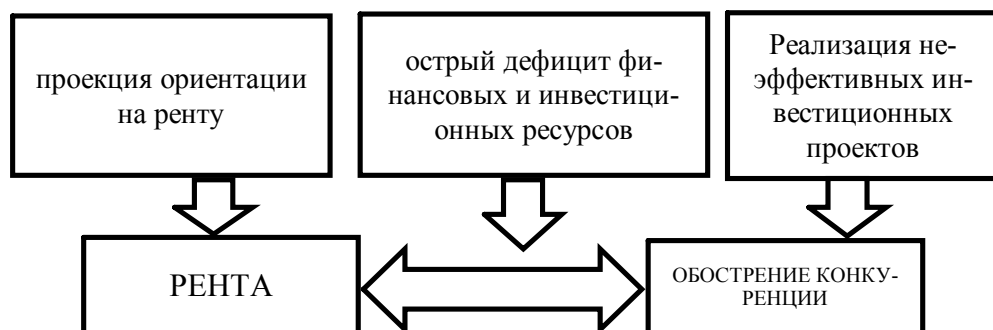 проекция ориентации
на ренту
острый дефицит фи-
нансовых и инвестици-
онных ресурсов
Реализация не-
эффективных ин-
вестиционных
проектов
РЕНТА
ОБОСТРЕНИЕ КОНКУ-
РЕНЦИИ